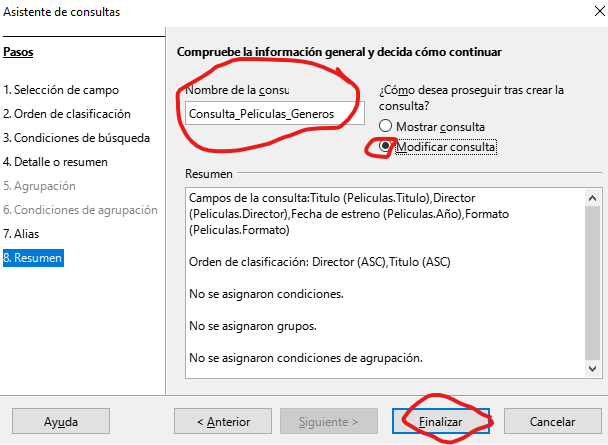 Asistente de consultas
Pasos
1. Selección de campo
2. Orden de clasificación
3. Condiciones de búsqueda
4. Detalle o resumen
5. Agrupación
6. Condiciones de agrupación
7. Alias
8. Resumen
Compruebe la información general y decida cómo continuar
Nombre de la consu
Consulta_Peliculas_Generos
¿Cómo desea proseguir tras crear la
consulta?
Mostrar consulta
Modificar consulta
Resumen
Campos de la consulta:Titulo (Peliculas.Titulo),Director
(Peliculas.Director),Fecha de estreno (Peliculas.Año),Formato
(Peliculas.Formato)
Orden de clasificación: Director (ASC),Titulo (ASC)
No se asignaron condiciones.
No se asignaron grupos.
No se asignaron condiciones de agrupación.
Ayuda
< Anterior
Siguiente >
Finalizar
Cancelar